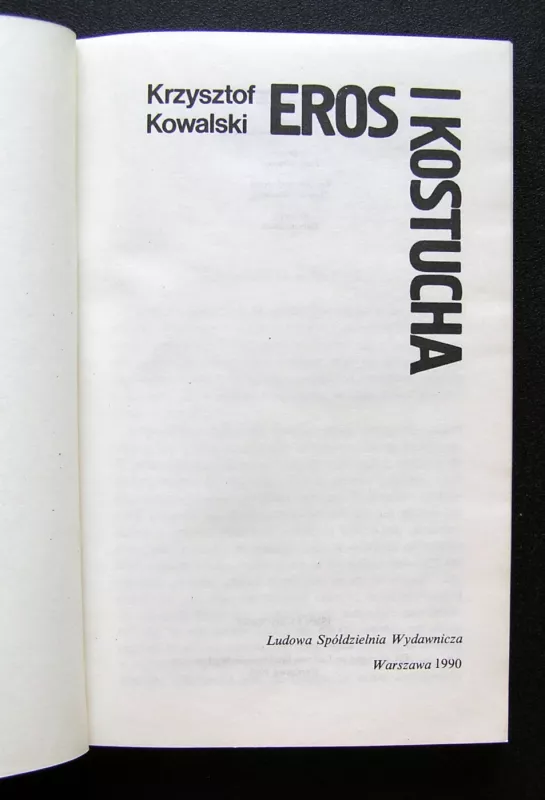 Krzysztof
Kowalski
EROS
I KOSTUCHA
Ludowa Spółdzielnia Wydawnicza
Warszawa 1990